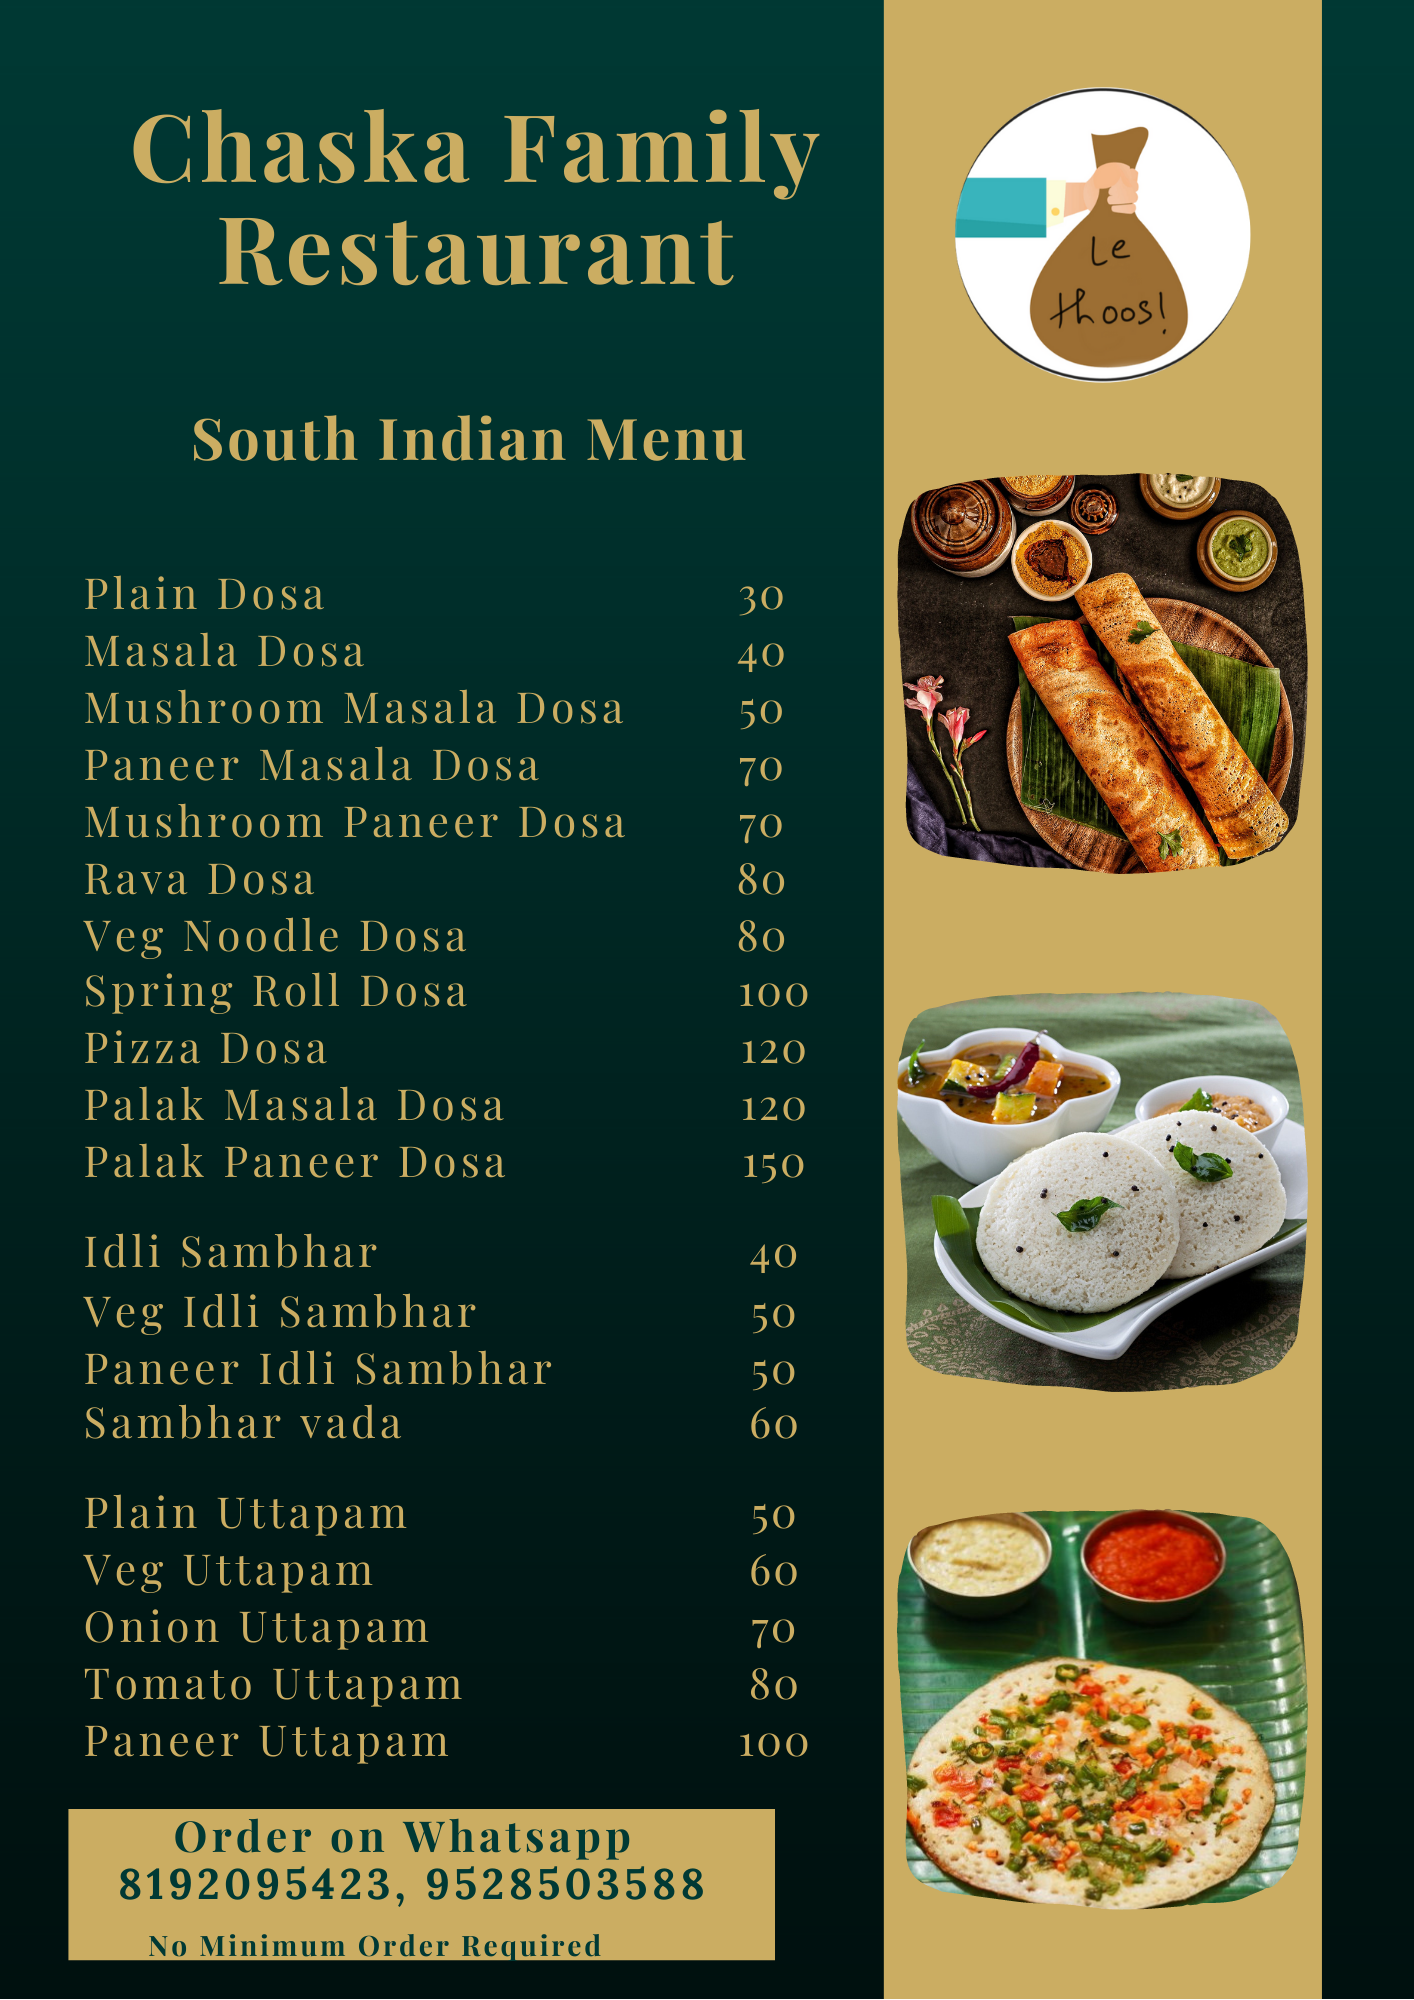 Chaska Family
Restaurant
Le
thoos!
South Indian Menu
Plain Dosa 30
Masala Dosa 40
Mushroom Masala Dosa 50
Paneer Masala Dosa 70
Mushroom Paneer Dosa 70
Rava Dosa 80
Veg Noodle Dosa 80
Spring Roll Dosa 100
Pizza Dosa 120
Palak Masala Dosa 120
Palak Paneer Dosa 150
Idli Sambhar 40
Veg Idli Sambhar 50
Paneer Idli Sambhar 50
Sambhar vada 60
Plain Uttapam 50
Veg Uttapam 60
Onion Uttapam 70
Tomato Uttapam 80
Paneer Uttapam 100
Order on Whatsapp
8192095423, 9528503588
No Minimum Order Required